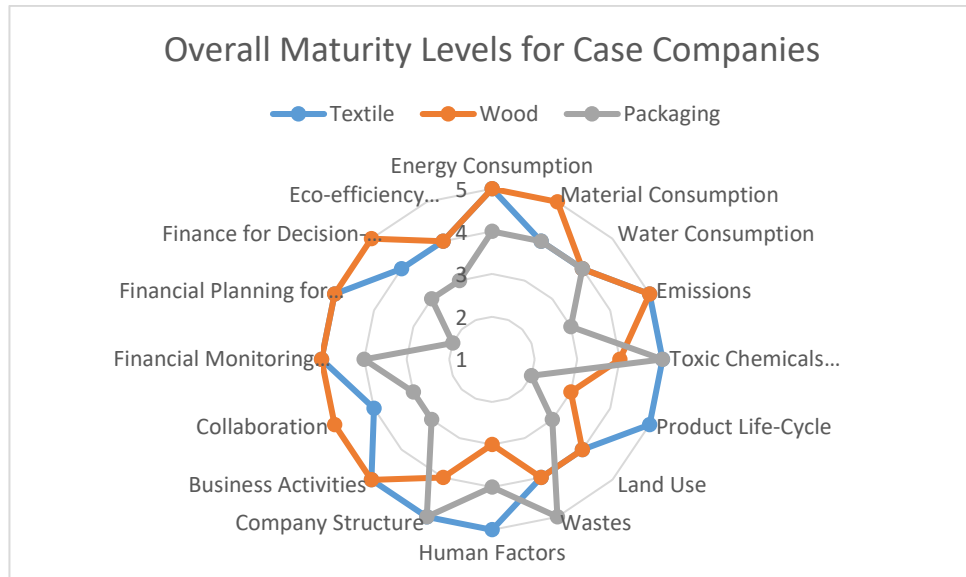 Overall Maturity Levels for Case Companies
Textile Wood Packaging
Energy Consumption
Eco-efficiency... 5 Material Consumption
Finance for Decision-... 4 Water Consumption
Financial Planning for... 3 Emissions
2
Financial Monitoring... 1 Toxic Chemicals...
Collaboration Product Life-Cycle
Business Activities Land Use
Company Structure Wastes
Human Factors